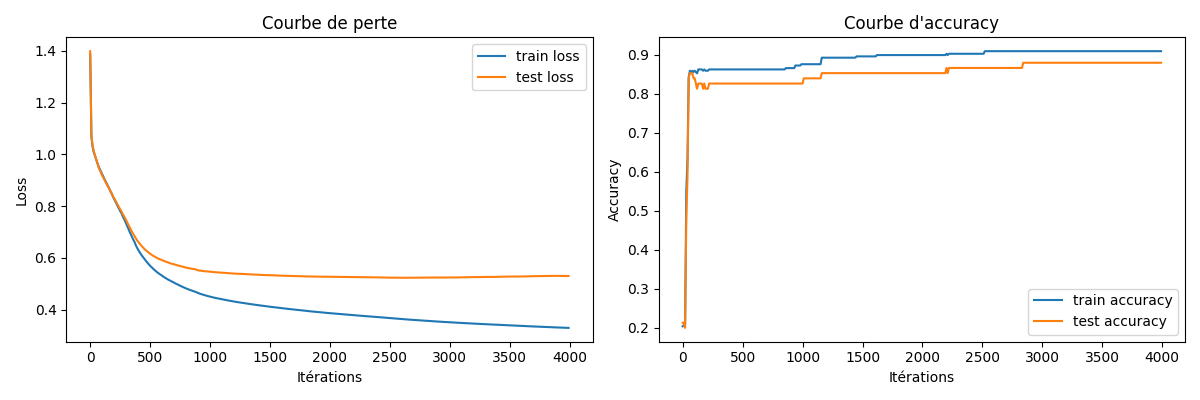 Courbe de perte
1.4
1.2
1.0
0.8
0.6
0.4
Loss
train loss
test loss
0 500 1000 1500 2000 2500 3000 3500 4000
Itérations
Courbe d'accuracy
0.9
0.8
0.7
0.6
0.5
0.4
0.3
0.2
Accuracy
train accuracy
test accuracy
0 500 1000 1500 2000 2500 3000 3500 4000
Itérations